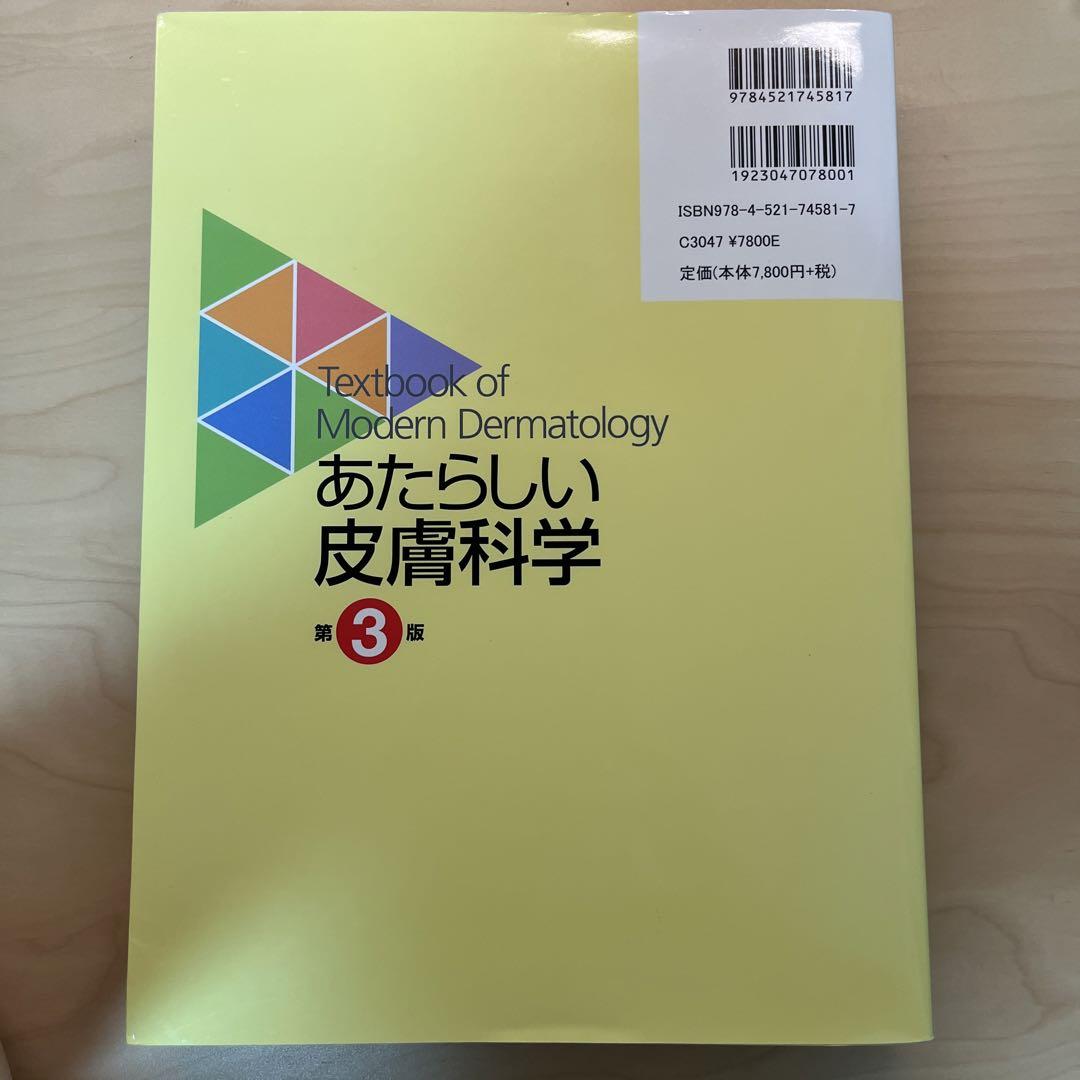 9784521745817
1923047078001
ISBN978-4-521-74581-7
C3047 ¥7800E
定価(本体7,800円+税)
Textbook of
Modern Dermatology
あたらしい
皮膚科学
第3版